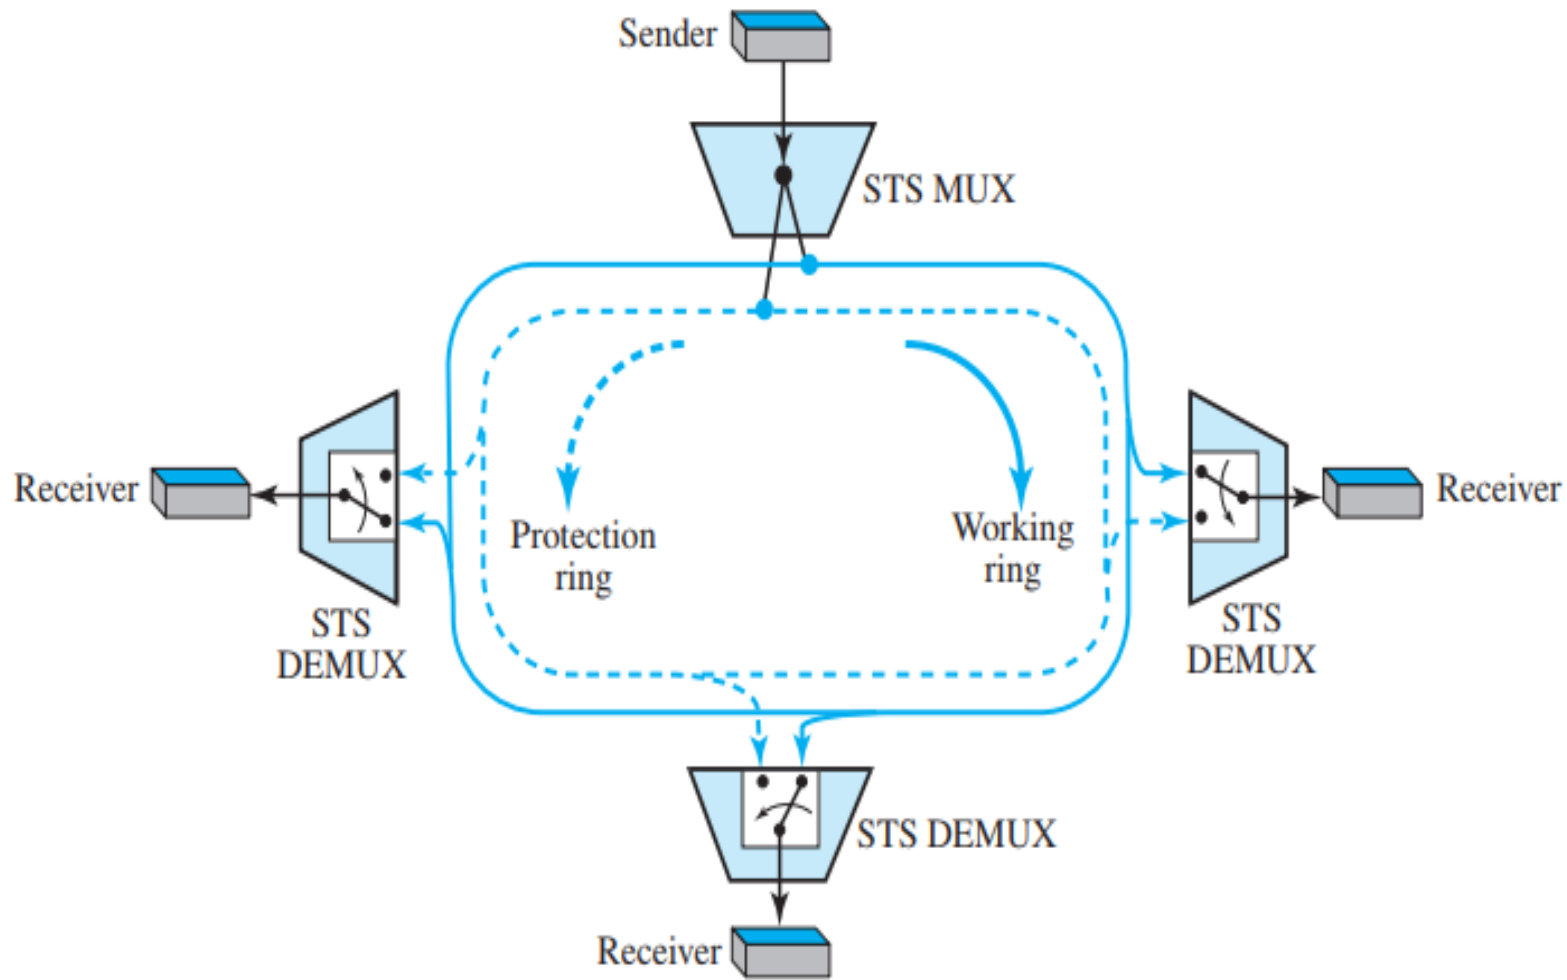 Sender
STS MUX
Receiver
Protection
ring
Working
ring
Receiver
STS
DEMUX
STS
DEMUX
STS DEMUX
Receiver